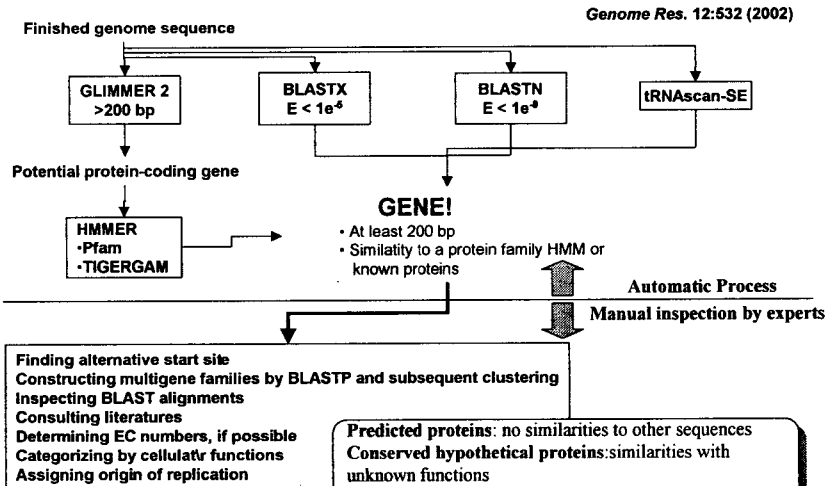 Genome Res. 12:532 (2002)
Finished genome sequence
GLIMMER 2
>200 bp
BLASTX
E < 1e-5
BLASTN
E < 1e-9
tRNAscan-SE
Potential protein-coding gene
HMMER
•Pfam
•TIGERGAM
GENE!
• At least 200 bp
• Similatity to a protein family HMM or
known proteins
Automatic Process
Manual inspection by experts
Finding alternative start site
Constructing multigene families by BLASTP and subsequent clustering
Inspecting BLAST alignments
Consulting literatures
Determining EC numbers, if possible
Categorizing by cellulat\r functions
Assigning origin of replication
Predicted proteins: no similarities to other sequences
Conserved hypothetical proteins:similarities with
unknown functions